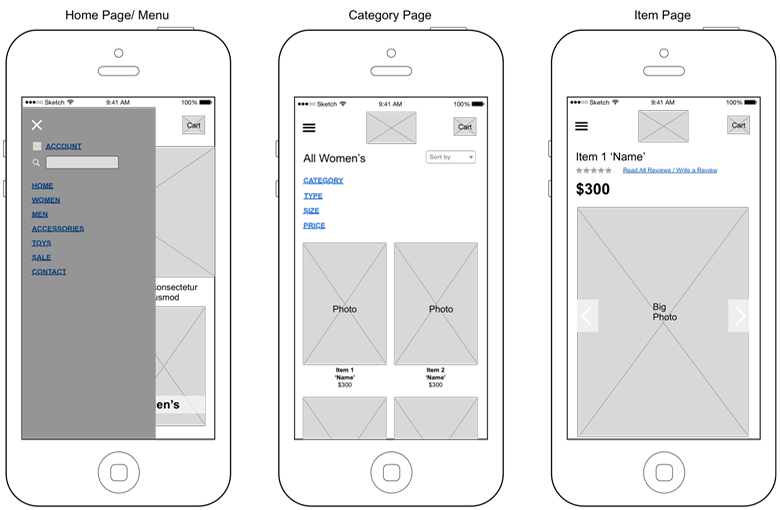 Home Page/ Menu
●●●○○ Sketch 9:41 AM 100%
Cart
ACCOUNT
HOME
WOMEN
MEN
ACCESSORIES
TOYS
SALE
CONTACT
consectetur
usmod
en's
Category Page
●●●○○ Sketch 9:41 AM 100%
Cart
All Women's
Sort by
CATEGORY
TYPE
SIZE
PRICE
Photo
Photo
Item 1
'Name'
$300
Item 2
'Name'
$300
Item Page
●●●○○ Sketch 9:41 AM 100%
Cart
Item 1 'Name'
Read All Reviews / Write a Review
$300
Big
Photo